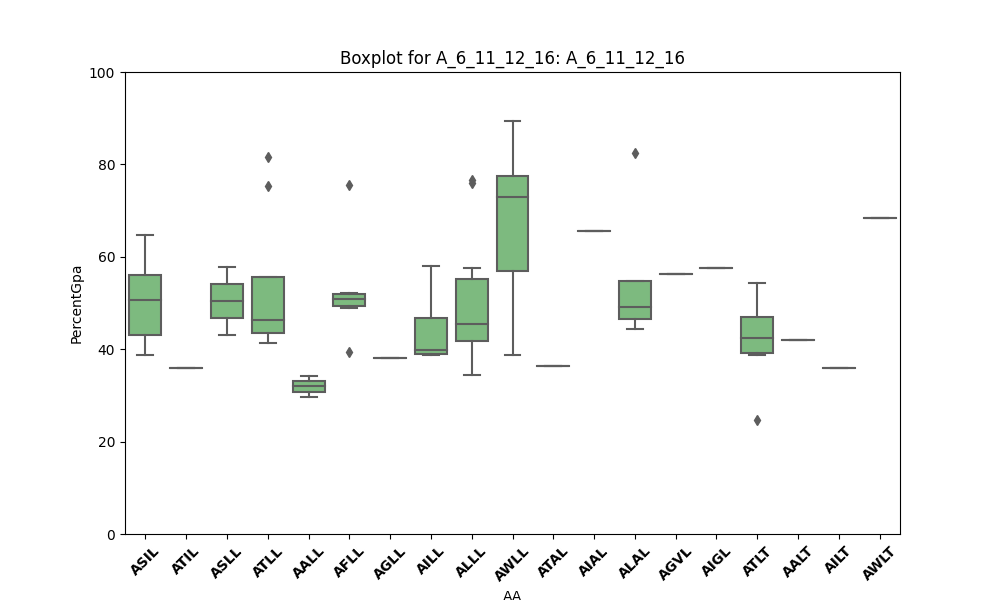 Boxplot for A_6_11_12_16: A_6_11_12_16
100
80
60
40
20
0
PercentGpa
ASIL
ATIL
ASLL
ATLL
AALL
AFLL
AGLL
AILL
ALLL
AWLL
ATAL
AIAL
ALAL
AGVL
AIGL
ATLT
AALT
AILT
AWLT
AA